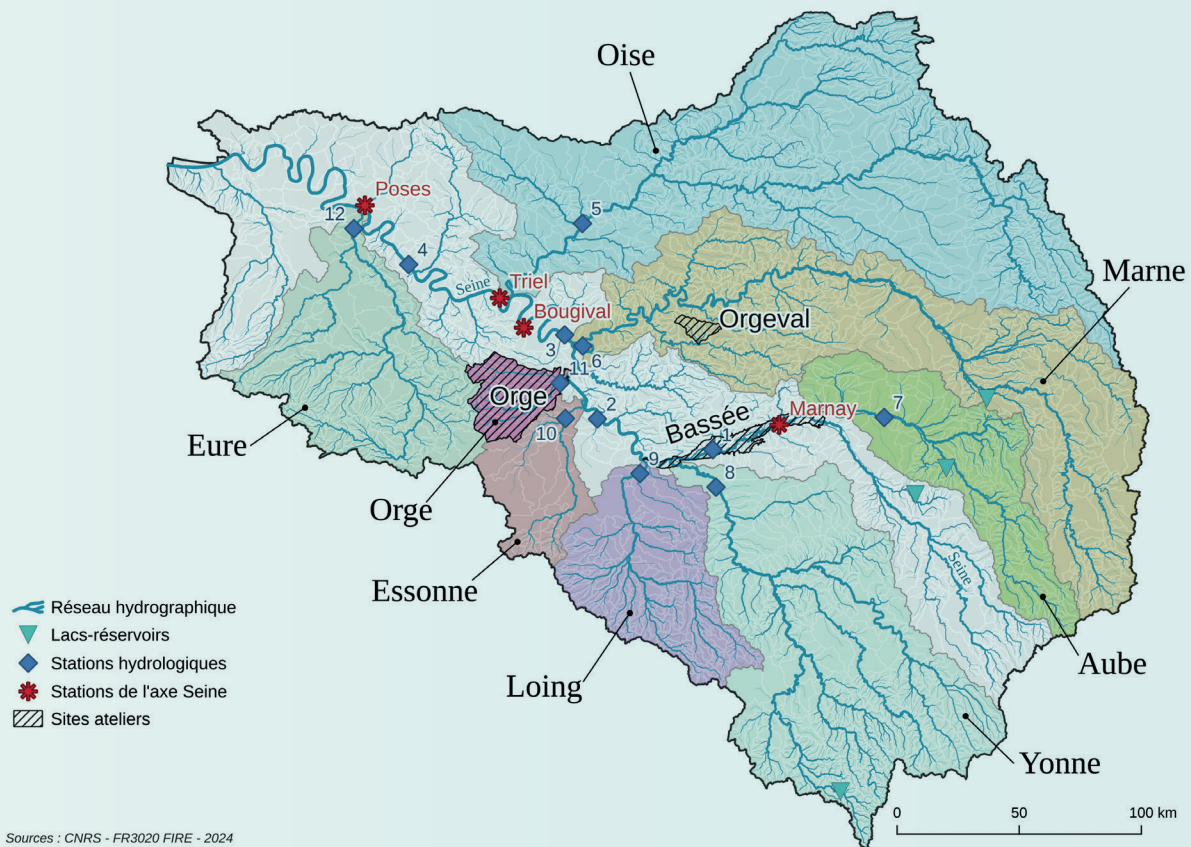 Oise
Poses
12
5
4
Seine
Triel
Marne
Bougival
Orgeval
3
6
11
Orge
2
7
Marnay
Bassée
1
10
Eure
9
8
Orge
Seine
Essonne
Réseau hydrographique
Lacs-réservoirs
Stations hydrologiques
Stations de l'axe Seine
Sites ateliers
Loing
Aube
Yonne
0 50 100 km
Sources : CNRS - FR3020 FIRE - 2024